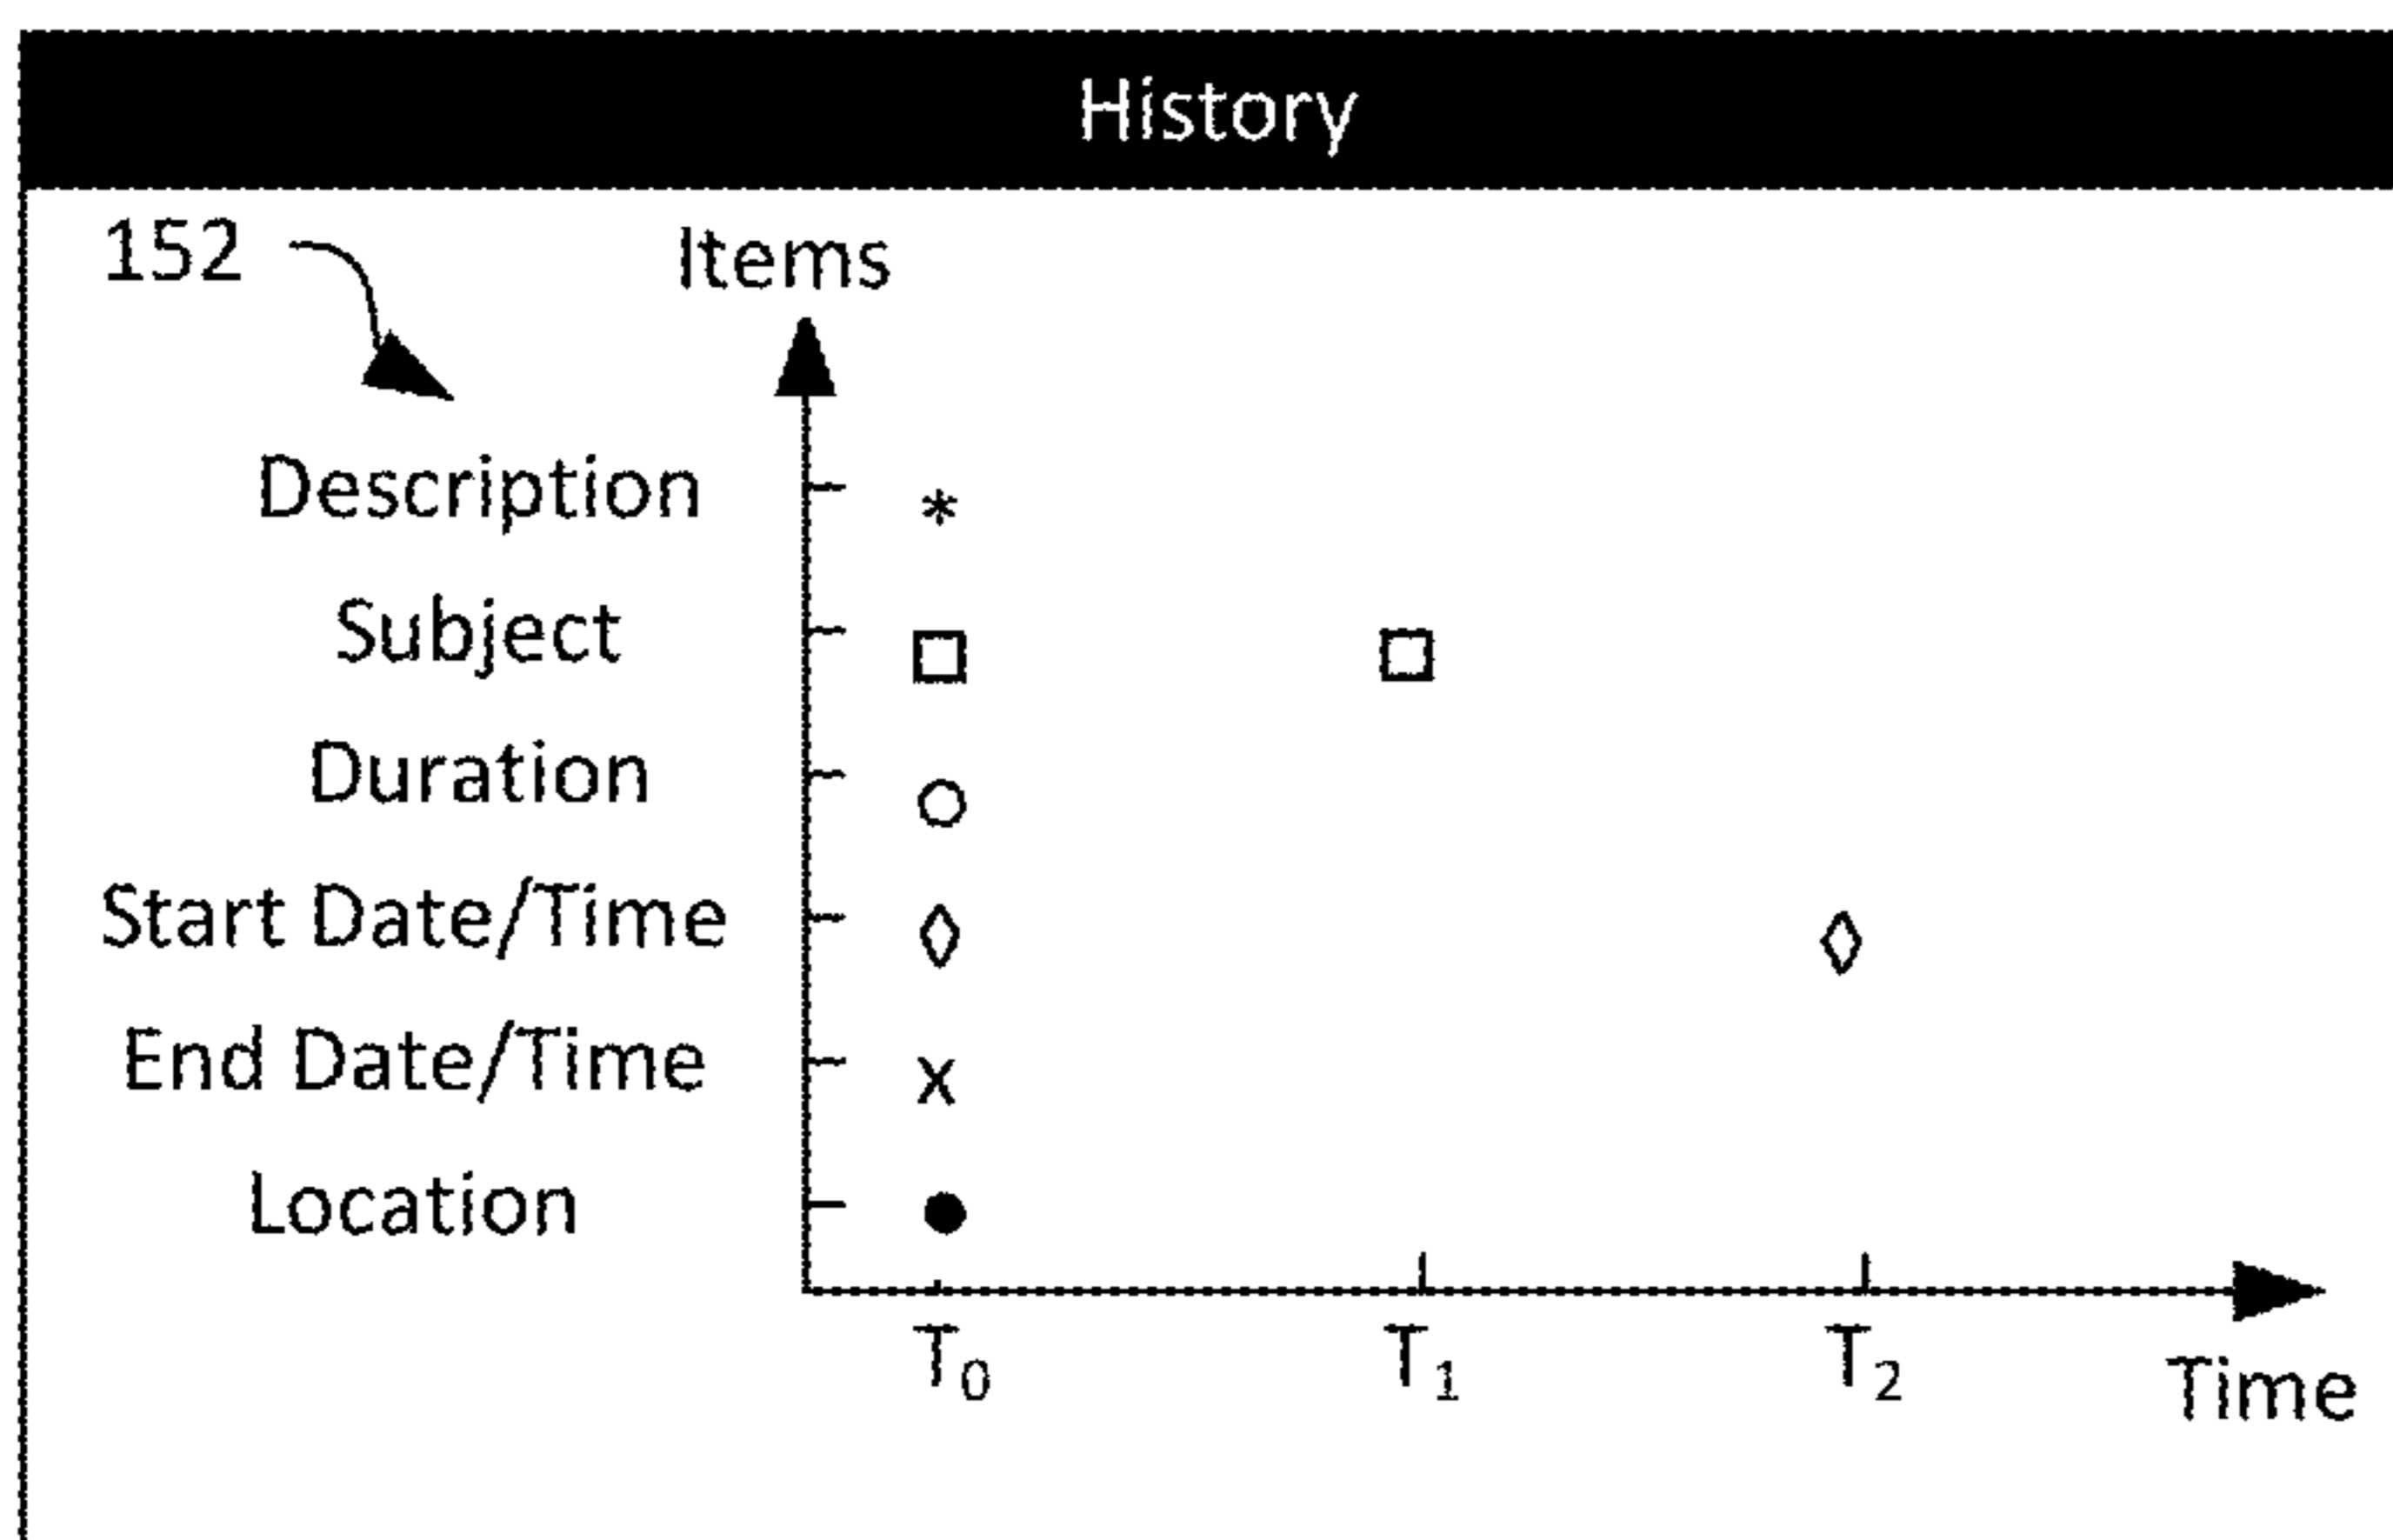 History
152
Items
Description
Subject
Duration
Start Date/Time
End Date/Time
x
Location
T0 T1 T2
Time